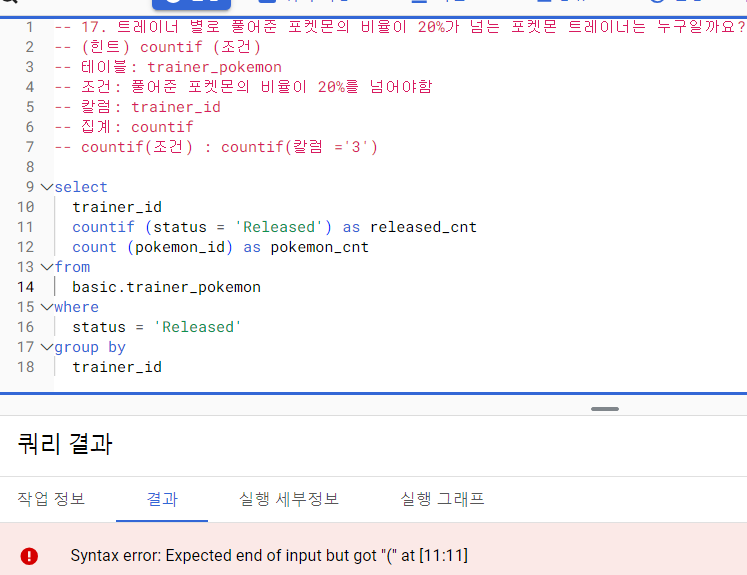 1 -- 17. 트레이너 별로 풀어준 포켓몬의 비율이 20%가 넘는 포켓몬 트레이너는 누구일까요?
2 -- (힌트) countif (조건)
3 -- 테이블: trainer_pokemon
4 -- 조건: 풀어준 포켓몬의 비율이 20%를 넘어야함
5 -- 칼럼: trainer_id
6 -- 집계: countif
7 -- countif(조건) : countif(칼럼 ='3')
8
9 select
10 trainer_id
11 countif (status = 'Released') as released_cnt
12 count (pokemon_id) as pokemon_cnt
13 from
14 basic.trainer_pokemon
15 where
16 status = 'Released'
17 group by
18 trainer_id
쿼리 결과
작업 정보 결과 실행 세부정보 실행 그래프
Syntax error: Expected end of input but got "(" at [11:11]